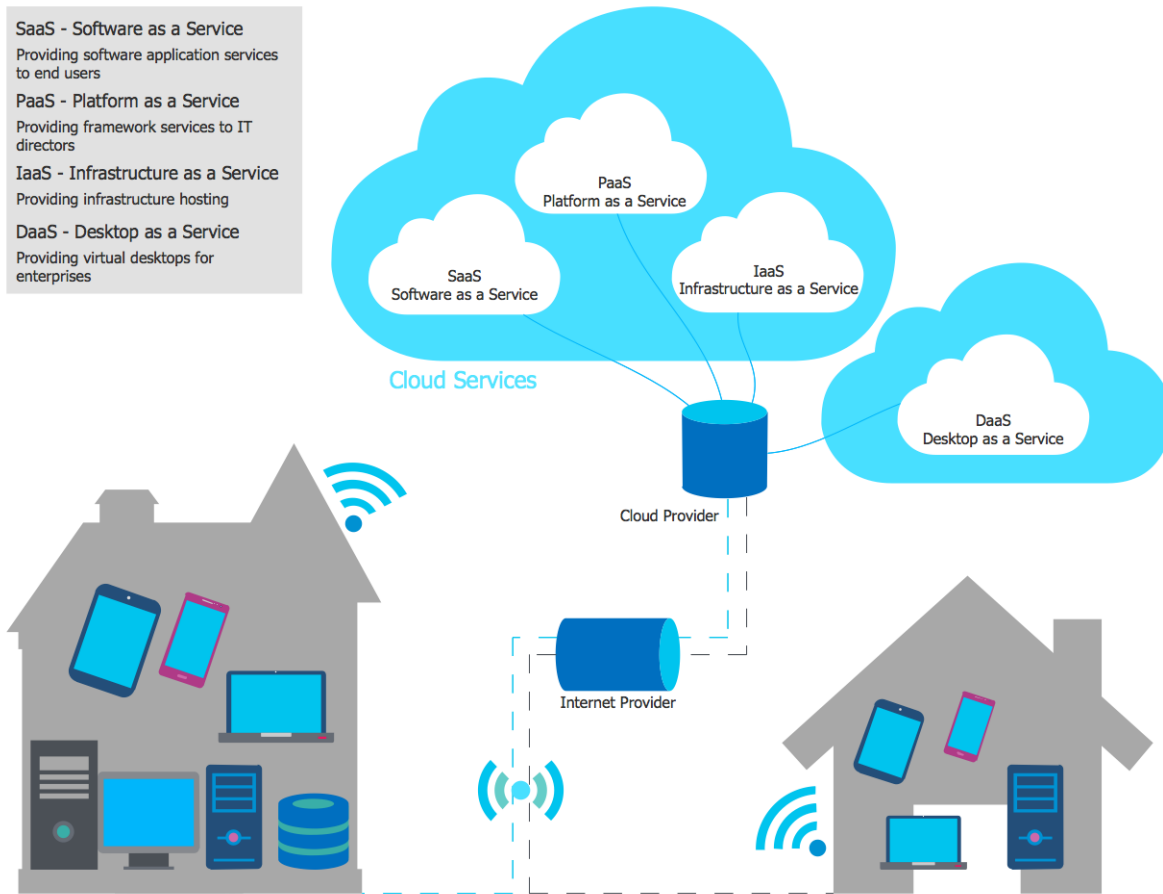 SaaS - Software as a Service
Providing software application services
to end users
PaaS - Platform as a Service
Providing framework services to IT
directors
IaaS - Infrastructure as a Service
Providing infrastructure hosting
DaaS - Desktop as a Service
Providing virtual desktops for
enterprises
PaaS
Platform as a Service
SaaS
Software as a Service
IaaS
Infrastructure as a Service
Cloud Services
DaaS
Desktop as a Service
Cloud Provider
Internet Provider